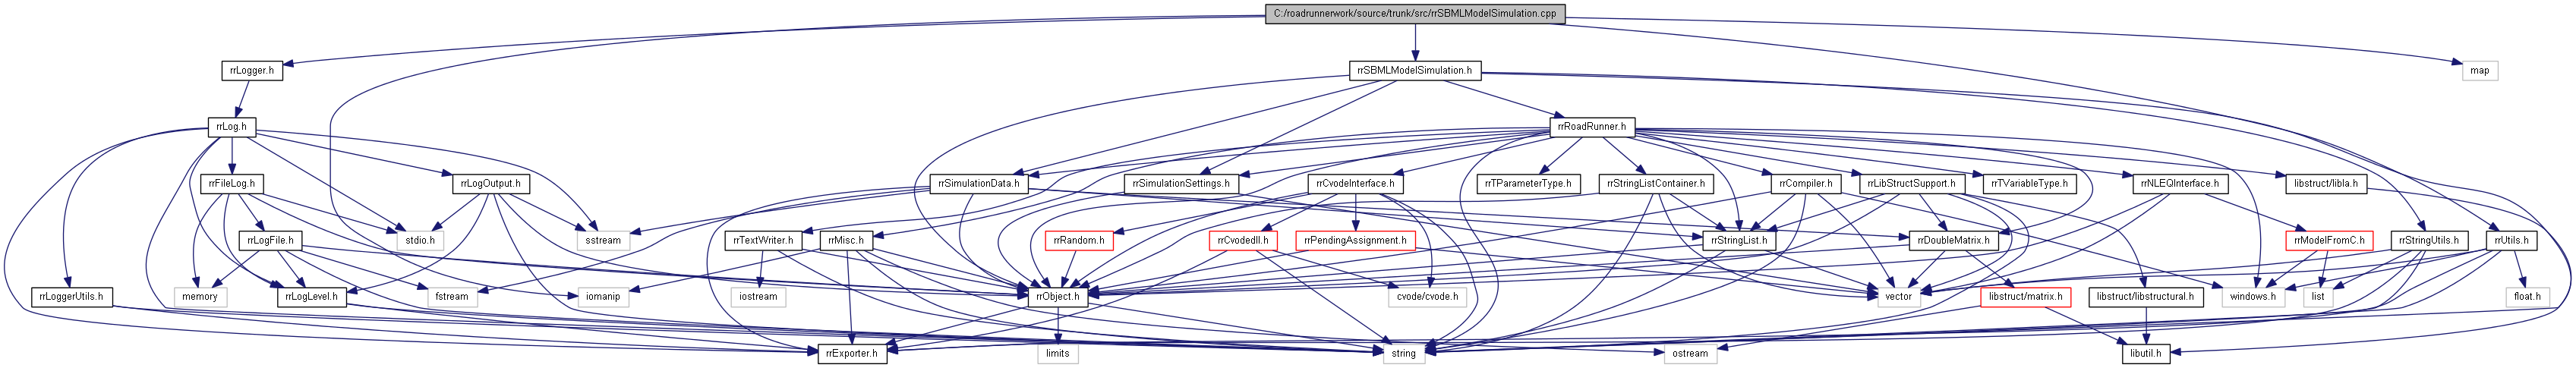 C:/roadrunnerwork/source/trunk/src/rrSBMLModelSimulation.cpp
rrLogger.h
rrSBMLModelSimulation.h
map
rrLog.h
rrRoadRunner.h
rrFileLog.h
rrLogOutput.h
rrSimulationData.h
rrSimulationSettings.h
rrCvodeInterface.h
rrTParameterType.h
rrStringListContainer.h
rrCompiler.h
rrLibStructSupport.h
rrTVariableType.h
rrNLEQInterface.h
libstruct/libla.h
rrLogFile.h
stdio.h
sstream
rrTextWriter.h
rrMisc.h
rrRandom.h
rrCvodedll.h
rrPendingAssignment.h
rrStringList.h
rrDoubleMatrix.h
rrModelFromC.h
rrStringUtils.h
rrUtils.h
rrLoggerUtils.h
memory
rrLogLevel.h
fstream
iomanip
iostream
rrObject.h
cvode/cvode.h
vector
libstruct/matrix.h
libstruct/libstructural.h
windows.h
list
float.h
rrExporter.h
limits
string
ostream
libutil.h